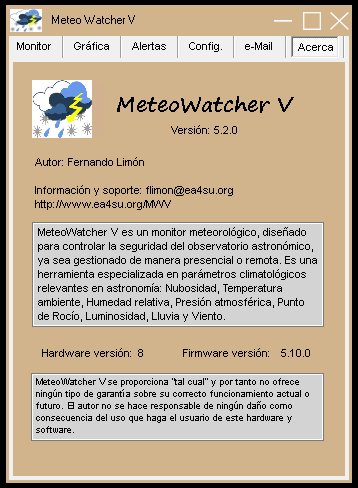 Meteo Watcher V
Monitor Gráfica Alertas Config. e-Mail Acerca
MeteoWatcher V
Versión: 5.2.0
Autor: Fernando Limón
Información y soporte: flimon@ea4su.org
http://www.ea4su.org/MWV
MeteoWatcher V es un monitor meteorológico, diseñado
para controlar la seguridad del observatorio astronómico,
ya sea gestionado de manera presencial o remota. Es una
herramienta especializada en parámetros climatológicos
relevantes en astronomía: Nubosidad, Temperatura
ambiente, Humedad relativa, Presión atmosférica, Punto
de Rocío, Luminosidad, Lluvia y Viento.
Hardware versión: 8 Firmware versión: 5.10.0
MeteoWatcher V se proporciona "tal cual" y por tanto no ofrece
ningún tipo de garantía sobre su correcto funcionamiento actual o
futuro. El autor no se hace responsable de ningún daño como
consecuencia del uso que haga el usuario de este hardware y
software.